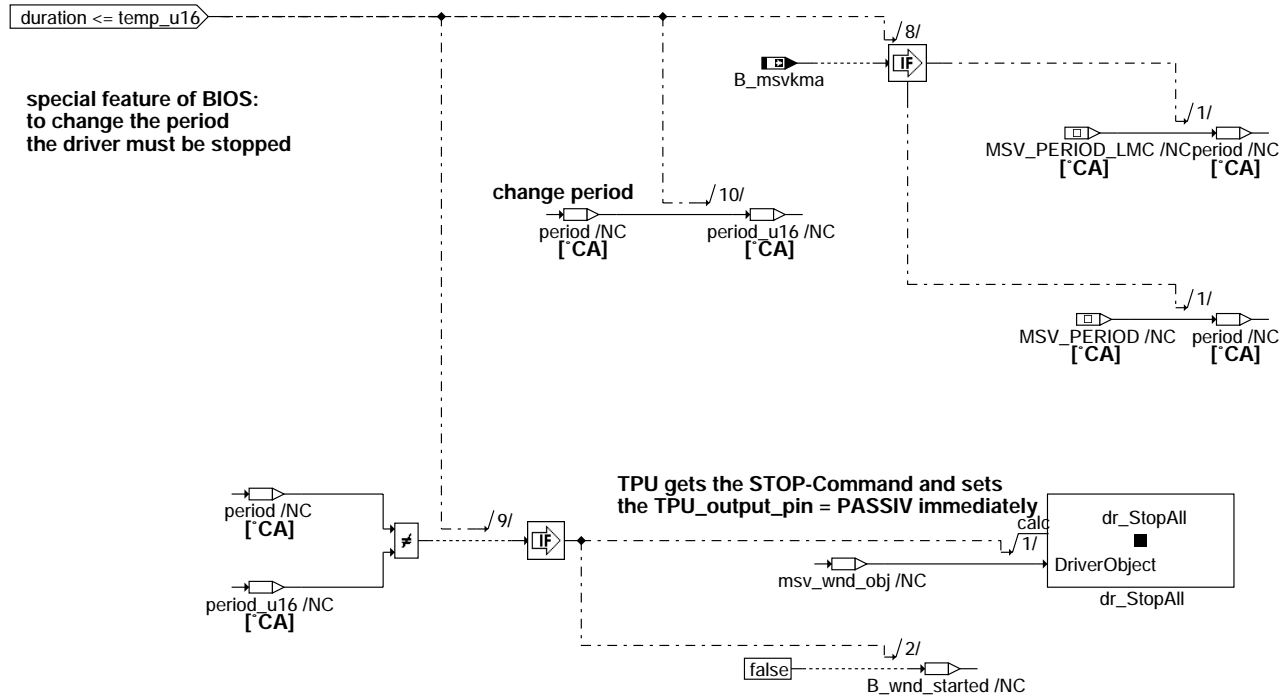 duration <= temp_u16
/8/
IF
B_msvkma
special feature of BIOS:
to change the period
the driver must be stopped
/1/
MSV_PERIOD_LMC /NC
[°CA]
period /NC
[°CA]
change period
/10/
period /NC
[°CA]
period_u16 /NC
[°CA]
/1/
MSV_PERIOD /NC
[°CA]
period /NC
[°CA]
TPU gets the STOP-Command and sets
the TPU_output_pin = PASSIV immediately
period /NC
[°CA]
≠
/9/
IF
calc
1/
dr_StopAll
DriverObject
dr_StopAll
msv_wnd_obj /NC
period_u16 /NC
[°CA]
/2/
false
B_wnd_started /NC